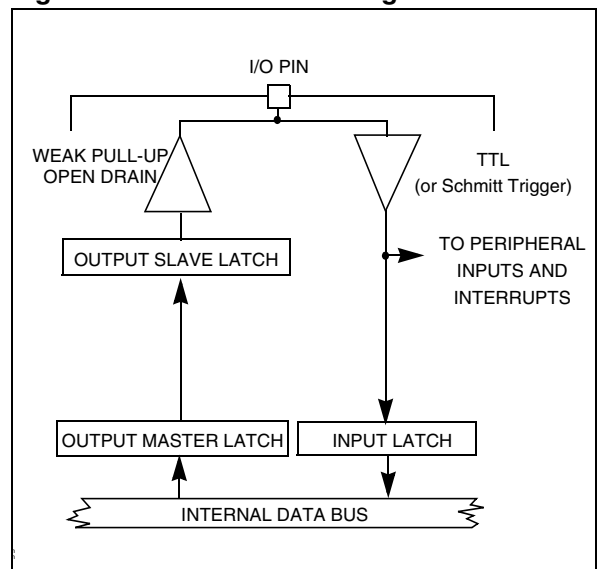 I/O PIN
WEAK PULL-UP
OPEN DRAIN
TTL
(or Schmitt Trigger)
TO PERIPHERAL
INPUTS AND
INTERRUPTS
OUTPUT SLAVE LATCH
OUTPUT MASTER LATCH
INPUT LATCH
INTERNAL DATA BUS